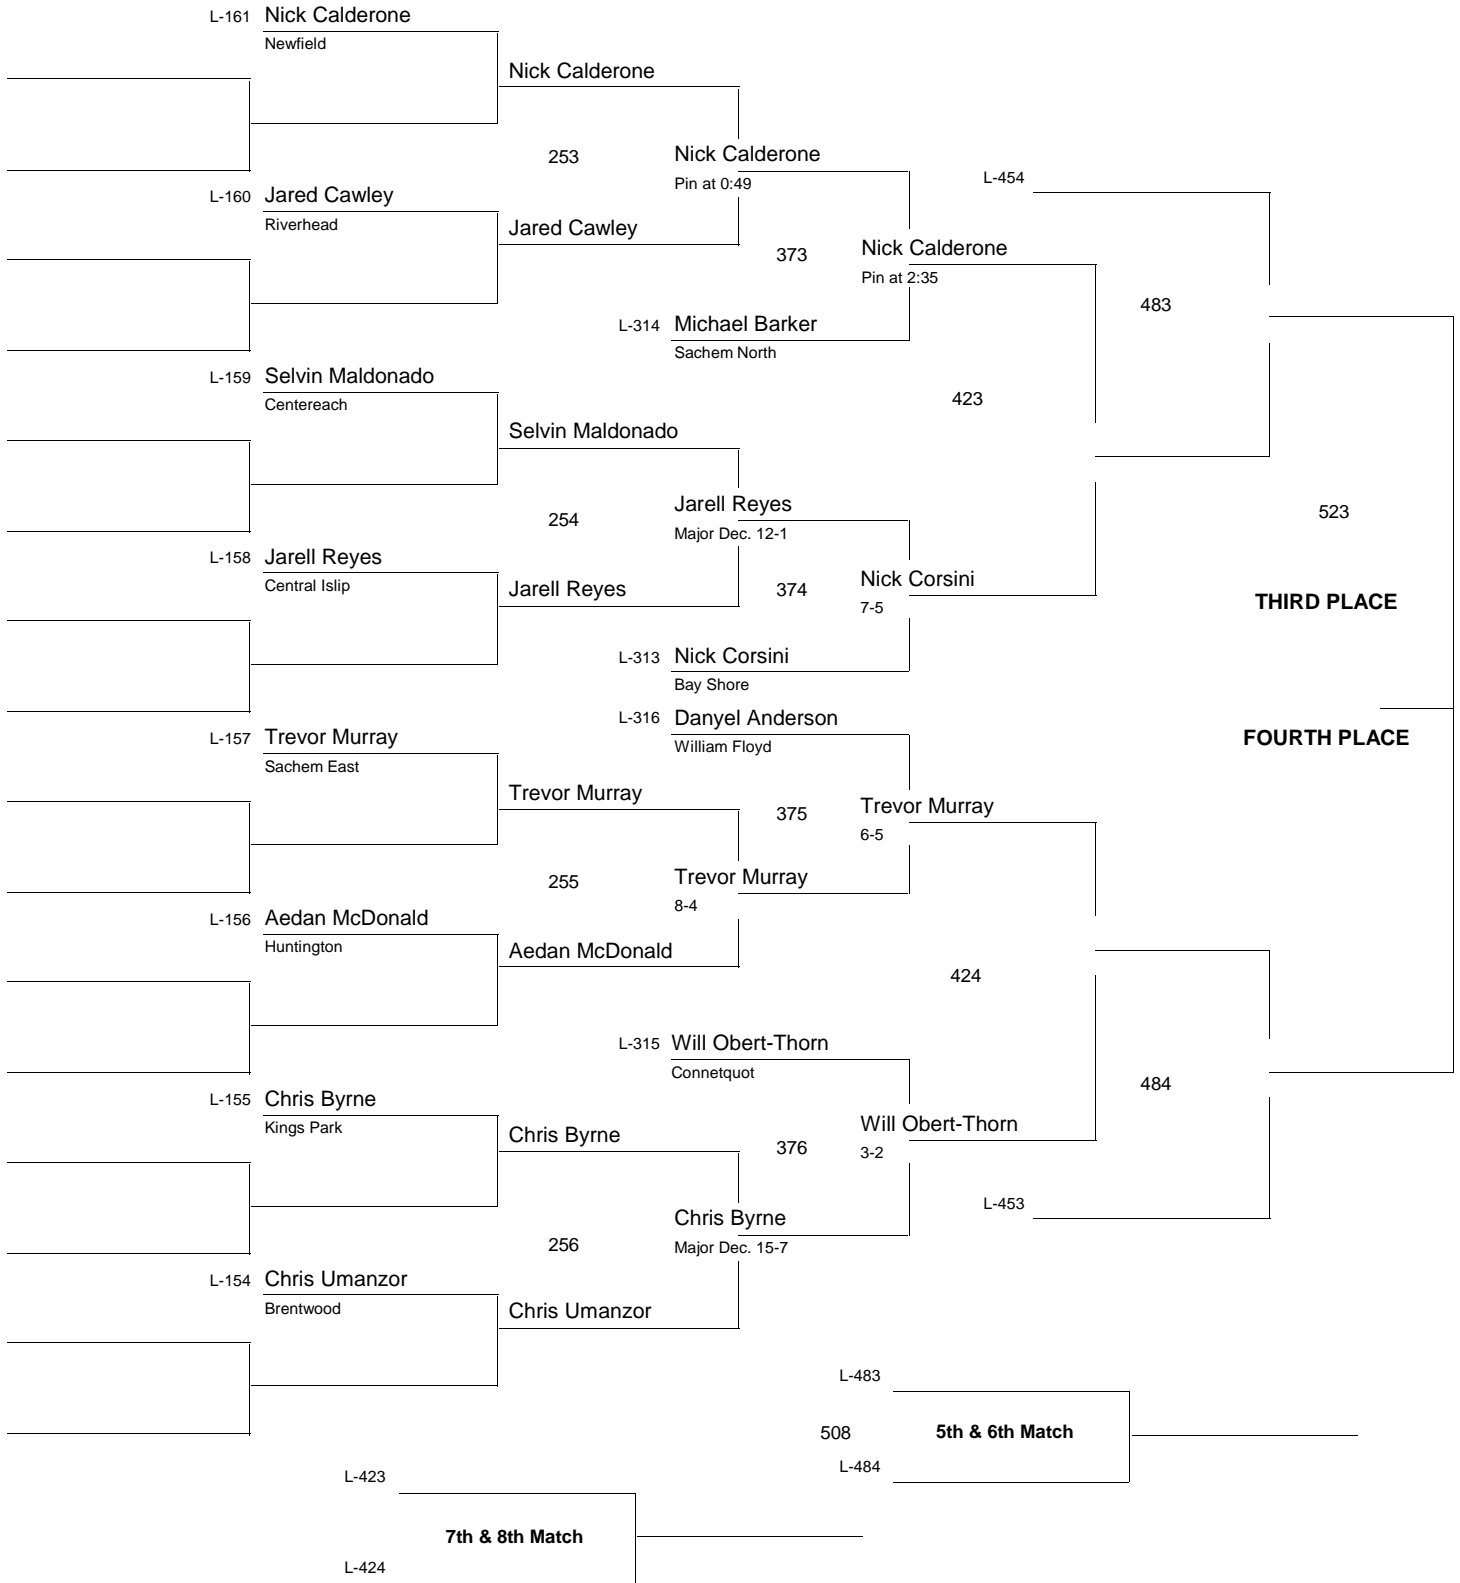 L-161 Nick Calderone
Newfield
Nick Calderone
253
Nick Calderone
Pin at 0:49
L-454
L-160 Jared Cawley
Riverhead
Jared Cawley
373
Nick Calderone
Pin at 2:35
483
L-314 Michael Barker
Sachem North
L-159 Selvin Maldonado
Centereach
423
Selvin Maldonado
254
Jarell Reyes
Major Dec. 12-1
523
L-158 Jarell Reyes
Central Islip
Jarell Reyes
374
Nick Corsini
7-5
THIRD PLACE
L-313 Nick Corsini
Bay Shore
L-316 Danyel Anderson
William Floyd
L-157 Trevor Murray
Sachem East
FOURTH PLACE
Trevor Murray
375
Trevor Murray
6-5
255
Trevor Murray
8-4
L-156 Aedan McDonald
Huntington
Aedan McDonald
424
L-315 Will Obert-Thorn
Connetquot
484
L-155 Chris Byrne
Kings Park
Chris Byrne
376
Will Obert-Thorn
3-2
L-453
Chris Byrne
Major Dec. 15-7
256
L-154 Chris Umanzor
Brentwood
Chris Umanzor
L-483
508
5th & 6th Match
L-484
L-423
7th & 8th Match
L-424